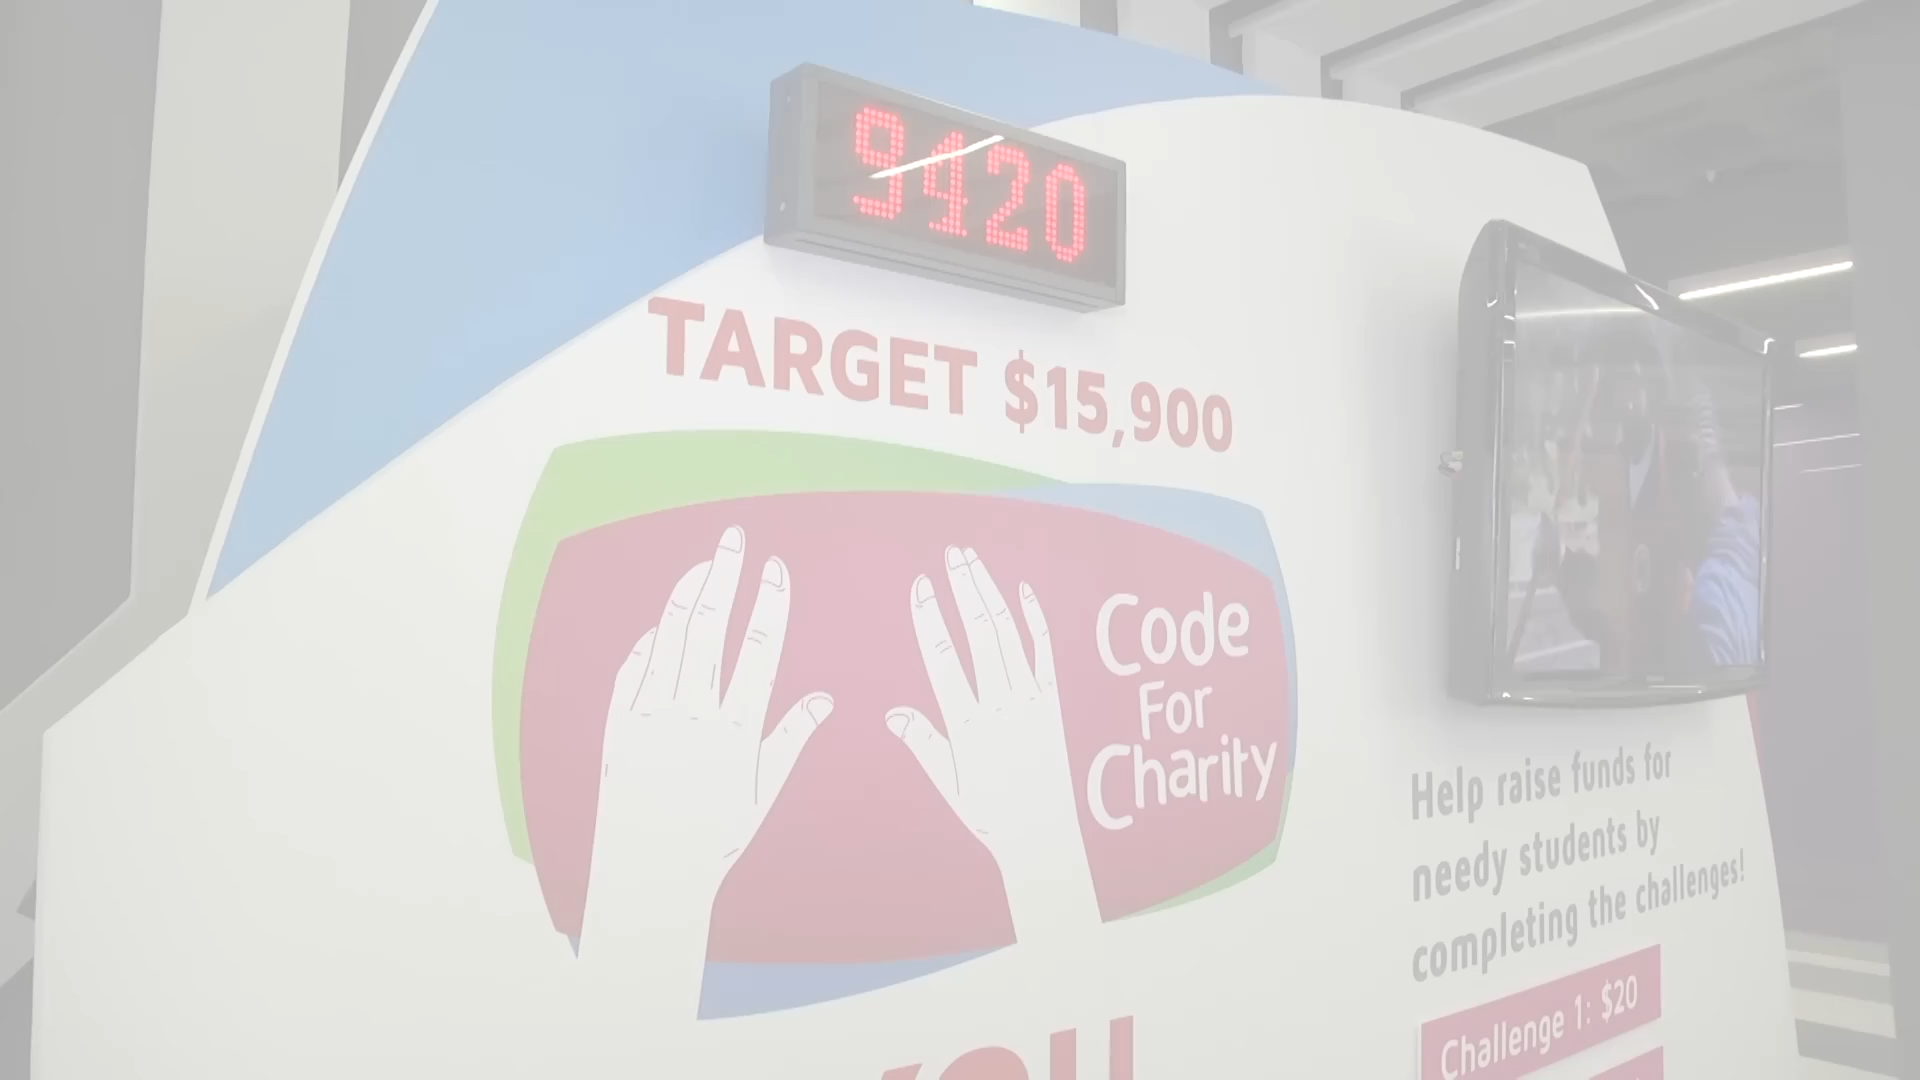 9420
TARGET $15,900
Code
For
Charity
Help raise funds for
needy students by
completing the challenges!
Challenge 1: $20